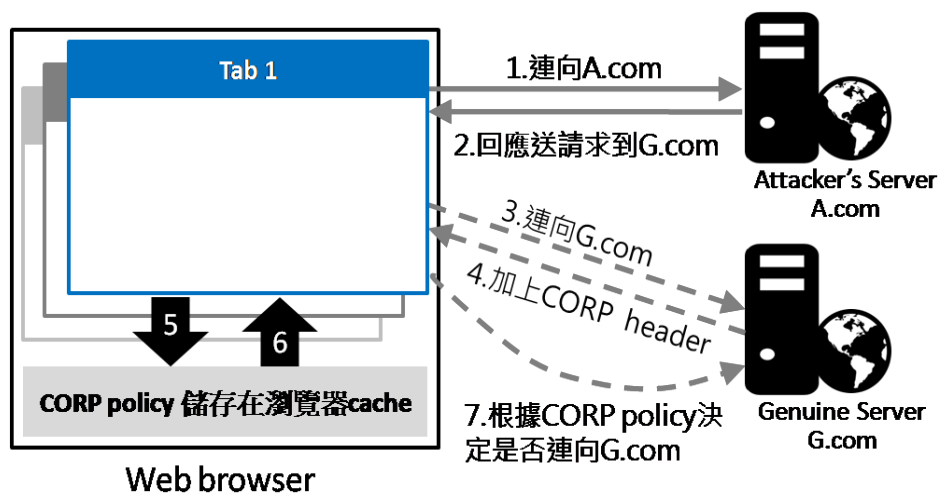 Tab 1
1.連向A.com
2.回應送請求到G.com
Attacker's Server
A.com
3.連向G.com
4.加上CORP header
5
6
CORP policy 儲存在瀏覽器cache
7.根據CORP policy決
定是否連向G.com
Genuine Server
G.com
Web browser